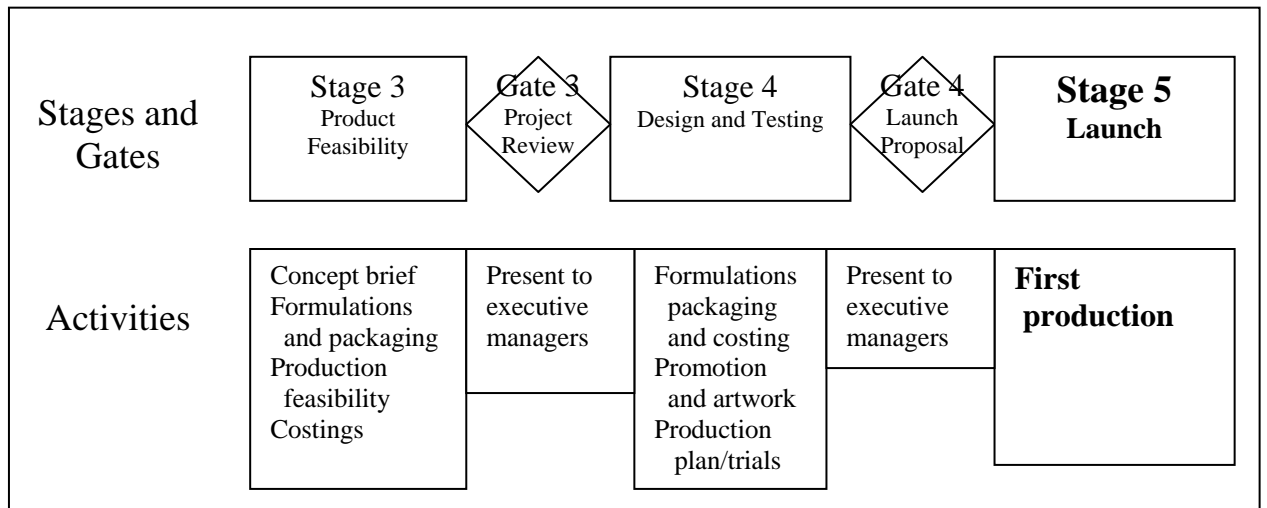 Stages and
Gates
Stage 3
Product
Feasibility
Gate 3
Project
Review
Stage 4
Design and Testing
Gate 4
Launch
Proposal
Stage 5
Launch
Activities
Concept brief
Formulations
and packaging
Production
feasibility
Costings
Present to
executive
managers
Formulations
packaging
and costing
Promotion
and artwork
Production
plan/trials
Present to
executive
managers
First
production